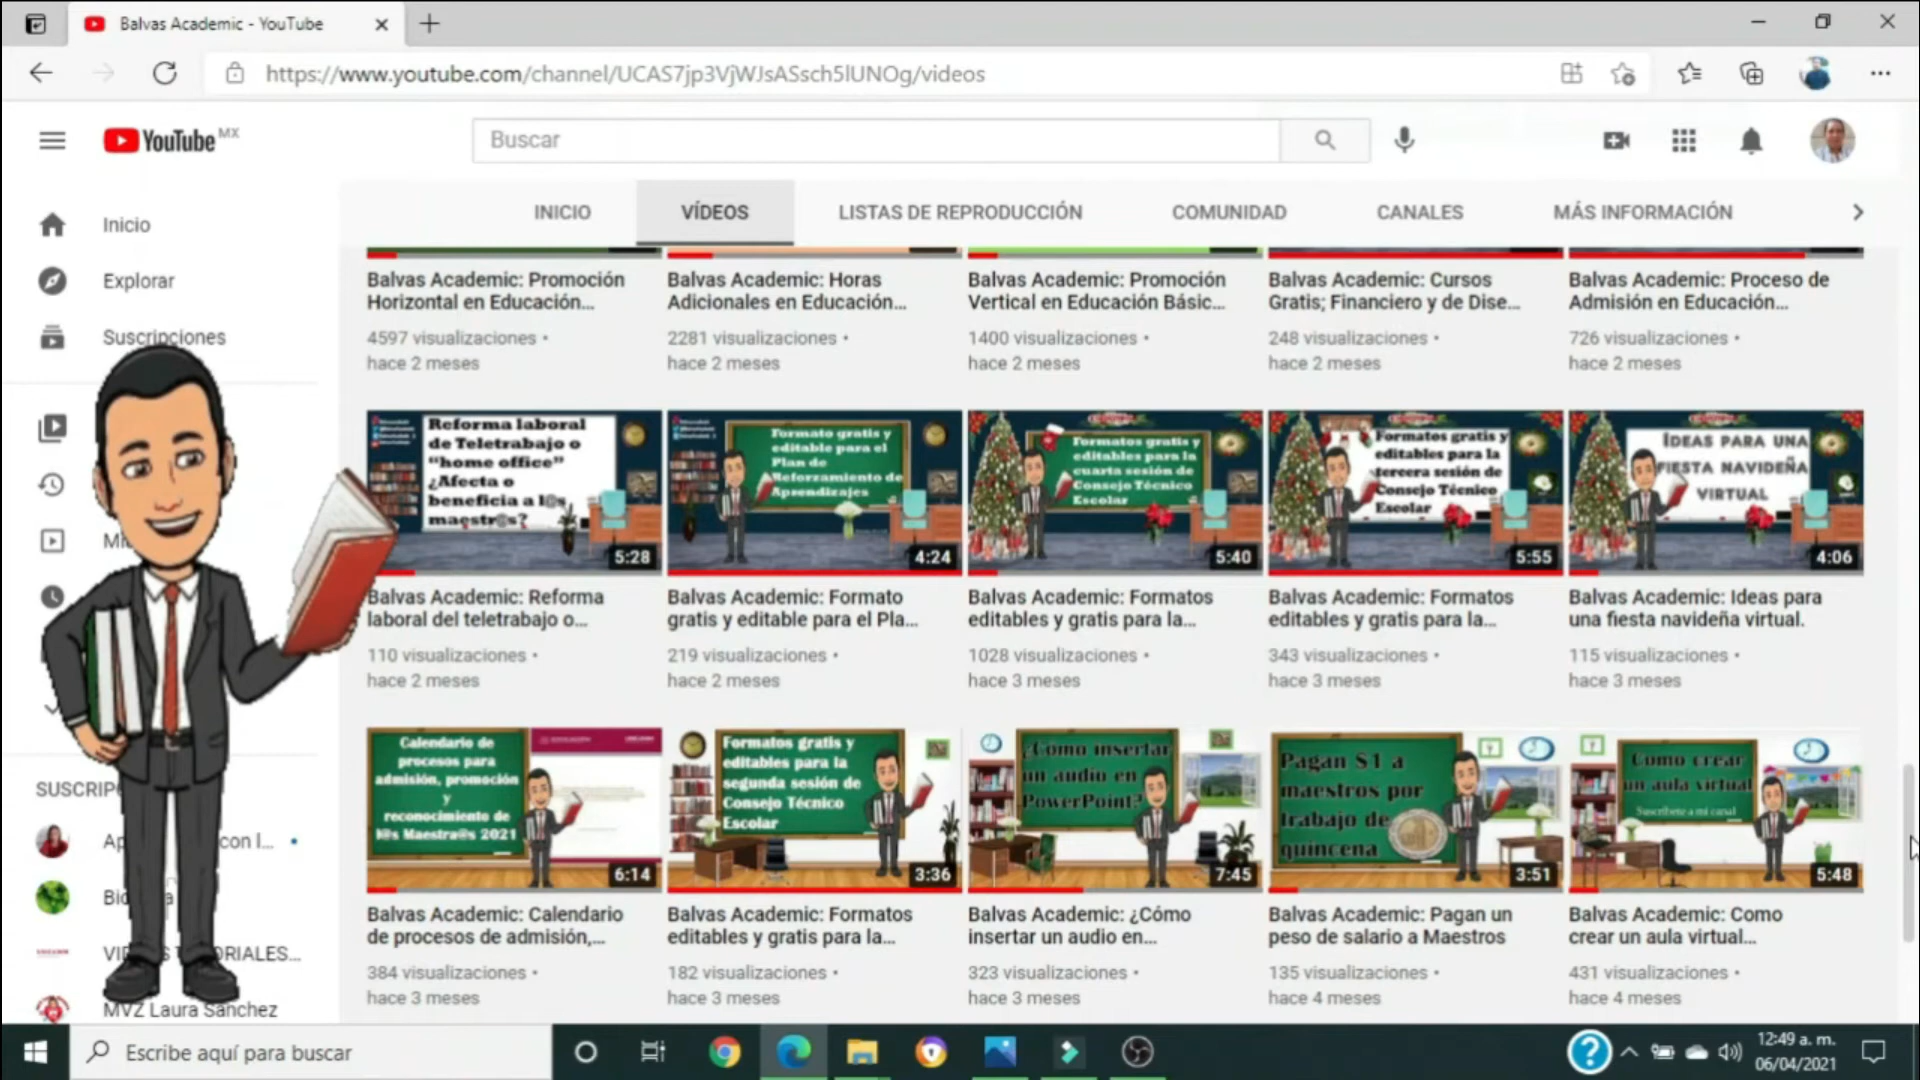 Balvas Academic - YouTube
https://www.youtube.com/channel/UCAS7jp3VjWJsASsch5lUNOg/videos
YouTube MX
Buscar
Inicio
Explorar
Suscripciones
INICIO
VÍDEOS
LISTAS DE REPRODUCCIÓN
COMUNIDAD
CANALES
MÁS INFORMACIÓN
Balvas Academic: Promoción
Horizontal en Educación...
4597 visualizaciones •
hace 2 meses
Balvas Academic: Horas
Adicionales en Educación...
2281 visualizaciones •
hace 2 meses
Balvas Academic: Promoción
Vertical en Educación Básic...
1400 visualizaciones •
hace 2 meses
Balvas Academic: Cursos
Gratis; Financiero y de Dise...
248 visualizaciones •
hace 2 meses
Balvas Academic: Proceso de
Admisión en Educación...
726 visualizaciones •
hace 2 meses
Reforma laboral
de Teletrabajo o
"home office"
¿Afecta o
beneficia a l@s
maestr@s?
5:28
Balvas Academic: Reforma
laboral del teletrabajo o...
110 visualizaciones •
hace 2 meses
Formato gratis y
editable para el
Plan de
Reforzamiento de
Aprendizajes
4:24
Balvas Academic: Formato
gratis y editable para el Pla...
219 visualizaciones •
hace 2 meses
Formatos gratis y
editables para la
cuarta sesión de
Consejo Técnico
Escolar
5:40
Balvas Academic: Formatos
editables y gratis para la...
1028 visualizaciones •
hace 3 meses
Formatos gratis y
editables para la
tercera sesión de
Consejo Técnico
Escolar
5:55
Balvas Academic: Formatos
editables y gratis para la...
343 visualizaciones •
hace 3 meses
IDEAS PARA UNA
FIESTA NAVIDEÑA
VIRTUAL
4:06
Balvas Academic: Ideas para
una fiesta navideña virtual.
115 visualizaciones •
hace 3 meses
Calendario de
procesos para
admisión, promoción
y
reconocimiento de
l@s Maestra@s 2021
6:14
Balvas Academic: Calendario
de procesos de admisión,...
384 visualizaciones •
hace 3 meses
Formatos gratis y
editables para la
segunda sesión de
Consejo Técnico
Escolar
3:36
Balvas Academic: Formatos
editables y gratis para la...
182 visualizaciones •
hace 3 meses
¿Como insertar
un audio en
PowerPoint?
7:45
Balvas Academic: ¿Cómo
insertar un audio en...
323 visualizaciones •
hace 3 meses
Pagan $1 a
maestros por
trabajo de
quincena
3:51
Balvas Academic: Pagan un
peso de salario a Maestros
135 visualizaciones •
hace 4 meses
Como crear
un aula virtual
Suscribete a mi canal
5:48
Balvas Academic: Como
crear un aula virtual...
431 visualizaciones •
hace 4 meses
SUSCRIP
Ap con l...
Bio a
VID S T ORIALES...
MVZ Laura Sanchez
Escribe aquí para buscar
12:49 a. m.
06/04/2021